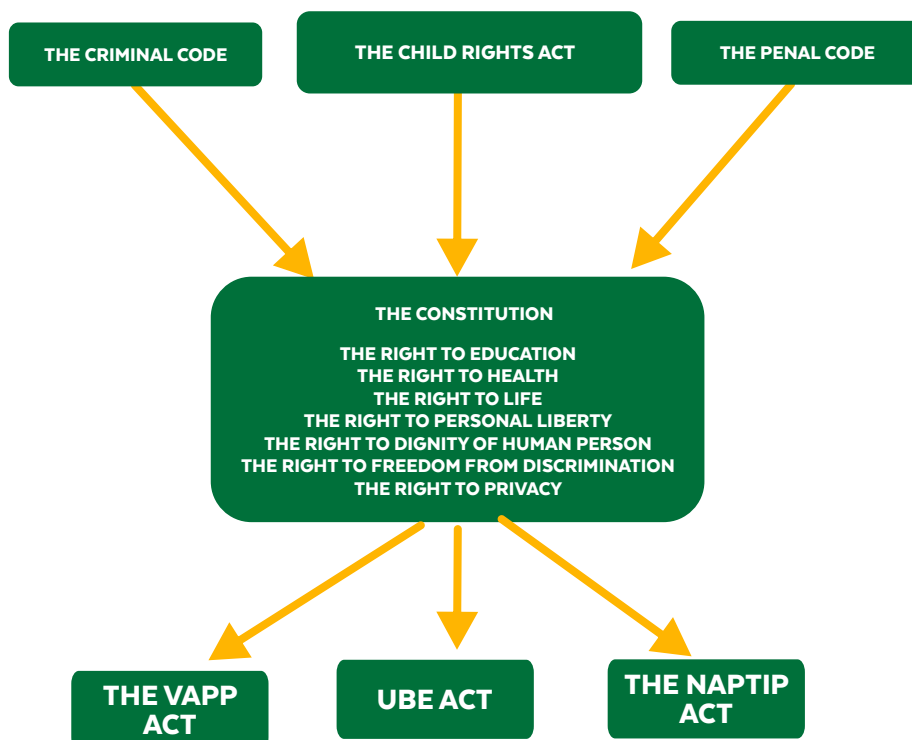 THE CRIMINAL CODE
THE CHILD RIGHTS ACT
THE PENAL CODE
THE CONSTITUTION
THE RIGHT TO EDUCATION
THE RIGHT TO HEALTH
THE RIGHT TO LIFE
THE RIGHT TO PERSONAL LIBERTY
THE RIGHT TO DIGNITY OF HUMAN PERSON
THE RIGHT TO FREEDOM FROM DISCRIMINATION
THE RIGHT TO PRIVACY
THE VAPP
ACT
UBE ACT
THE NAPTIP
ACT